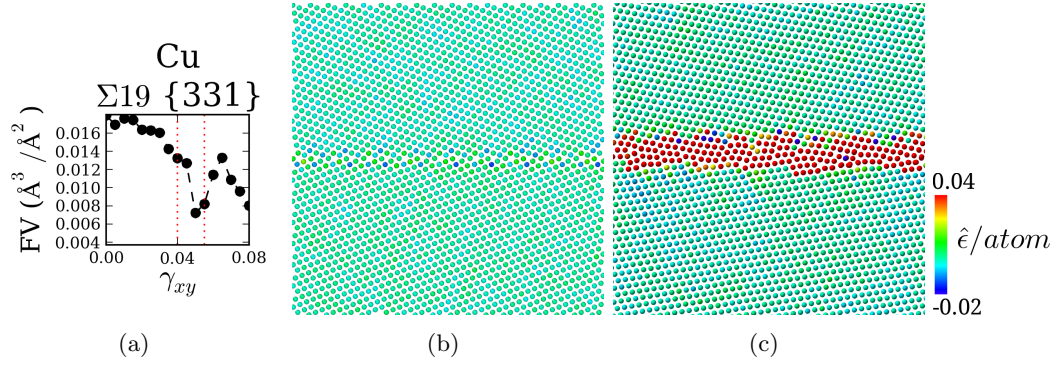 Cu
Σ19 {331}
FV (Å³/Å²)
0.016
0.014
0.012
0.010
0.008
0.006
0.004
0.00 0.04 0.08
γxy
0.04
ε̂/atom
-0.02
(a) (b) (c)